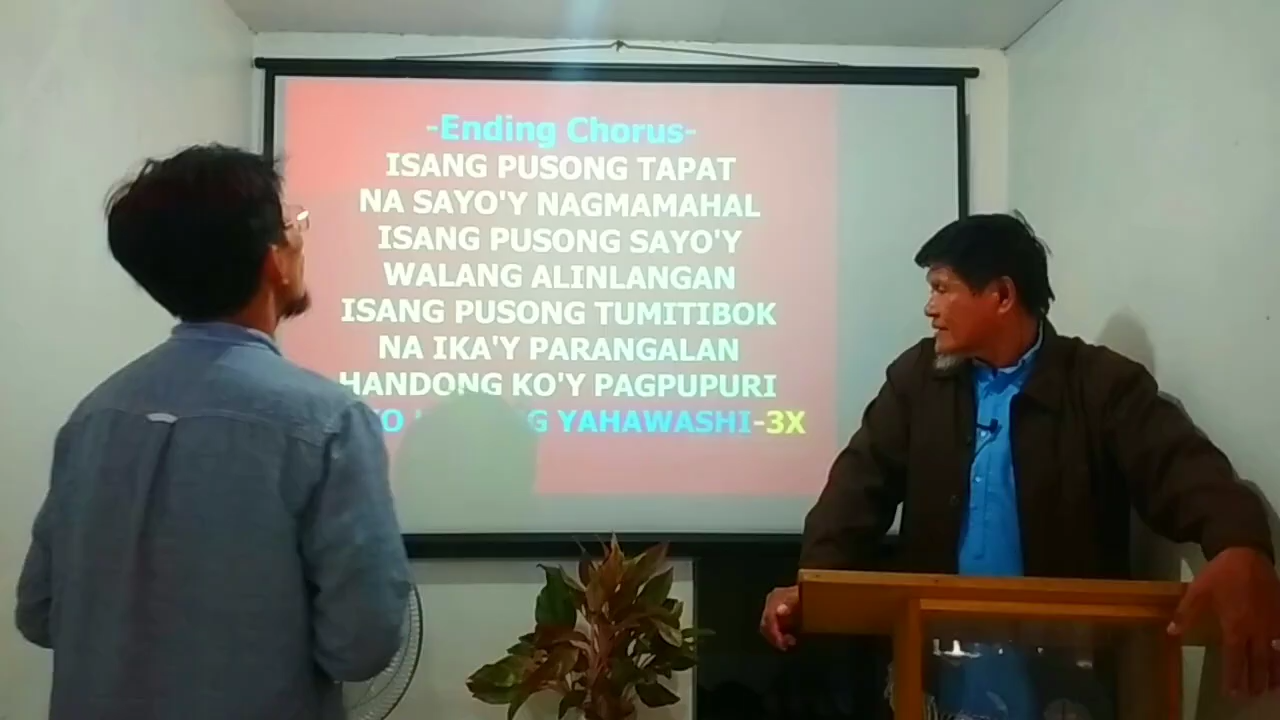 -Ending Chorus-
ISANG PUSONG TAPAT
NA SAYO'Y NAGMAMAHAL
ISANG PUSONG SAYO'Y
WALANG ALINLANGAN
ISANG PUSONG TUMITIBOK
NA IKA'Y PARANGALAN
HANDONG KO'Y PAGPUPURI
YAHAWASHI-3X